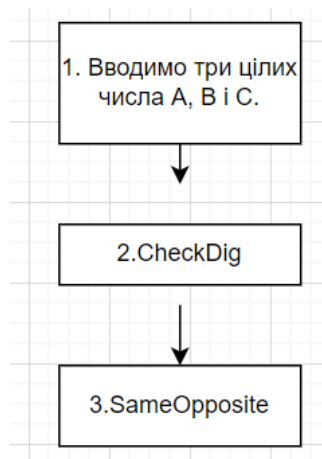 1. Вводимо три цілих
числа А, В і С.
2.CheckDig
3.SameOpposite